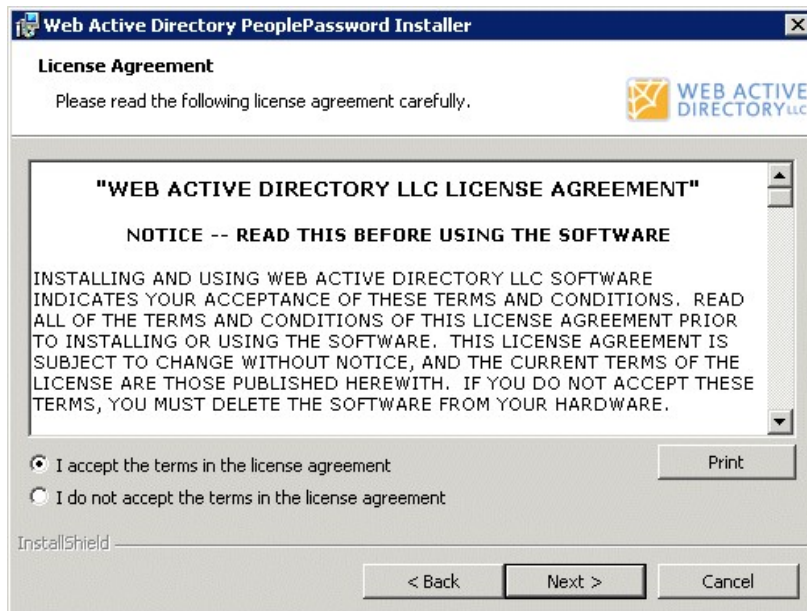 Web Active Directory PeoplePassword Installer
License Agreement
Please read the following license agreement carefully.
WEB ACTIVE
DIRECTORY LLC
"WEB ACTIVE DIRECTORY LLC LICENSE AGREEMENT"
NOTICE -- READ THIS BEFORE USING THE SOFTWARE
INSTALLING AND USING WEB ACTIVE DIRECTORY LLC SOFTWARE
INDICATES YOUR ACCEPTANCE OF THESE TERMS AND CONDITIONS.  READ
ALL OF THE TERMS AND CONDITIONS OF THIS LICENSE AGREEMENT PRIOR
TO INSTALLING OR USING THE SOFTWARE.  THIS LICENSE AGREEMENT IS
SUBJECT TO CHANGE WITHOUT NOTICE, AND THE CURRENT TERMS OF THE
LICENSE ARE THOSE PUBLISHED HEREWITH.  IF YOU DO NOT ACCEPT THESE
TERMS, YOU MUST DELETE THE SOFTWARE FROM YOUR HARDWARE.
I accept the terms in the license agreement
Print
I do not accept the terms in the license agreement
InstallShield
< Back
Next >
Cancel